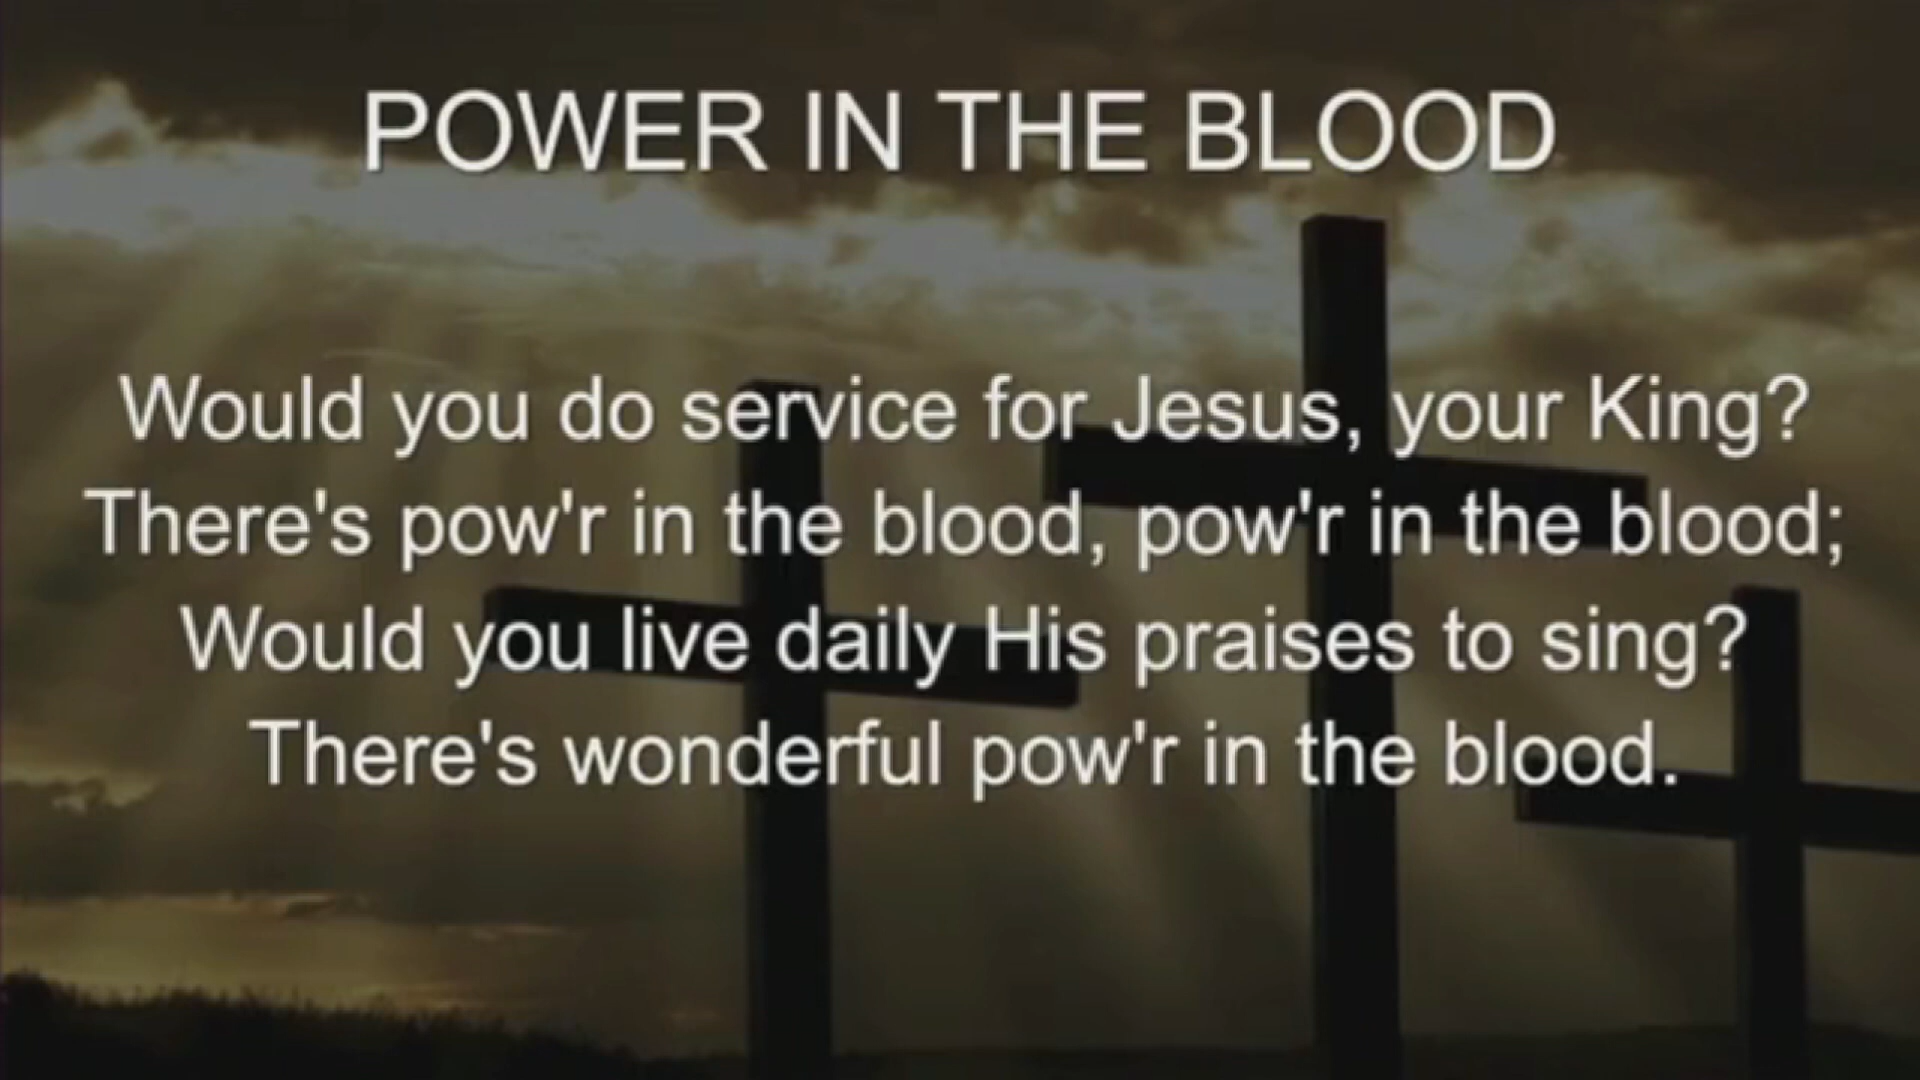 POWER IN THE BLOOD
Would you do service for Jesus, your King?
There's pow'r in the blood, pow'r in the blood;
Would you live daily His praises to sing?
There's wonderful pow'r in the blood.